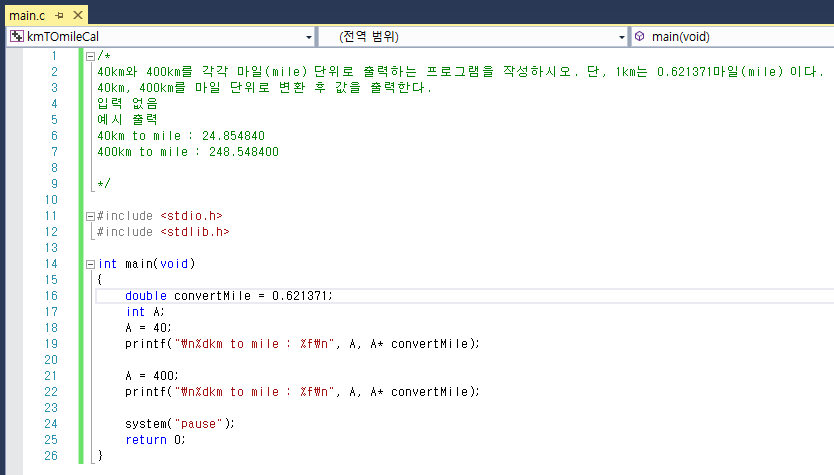 main.c
kmTOmileCal (전역 범위) main(void)
1 /*
2 40km와 400km를 각각 마일(mile) 단위로 출력하는 프로그램을 작성하시오. 단, 1km는 0.621371마일(mile) 이다.
3 40km, 400km를 마일 단위로 변환 후 값을 출력한다.
4 입력 없음
5 예시 출력
6 40km to mile : 24.854840
7 400km to mile : 248.548400
8
9 */
10
11 #include <stdio.h>
12 #include <stdlib.h>
13
14 int main(void)
15 {
16 double convertMile = 0.621371;
17 int A;
18 A = 40;
19 printf("₩n%dkm to mile : %f₩n", A, A* convertMile);
20
21 A = 400;
22 printf("₩n%dkm to mile : %f₩n", A, A* convertMile);
23
24 system("pause");
25 return 0;
26 }